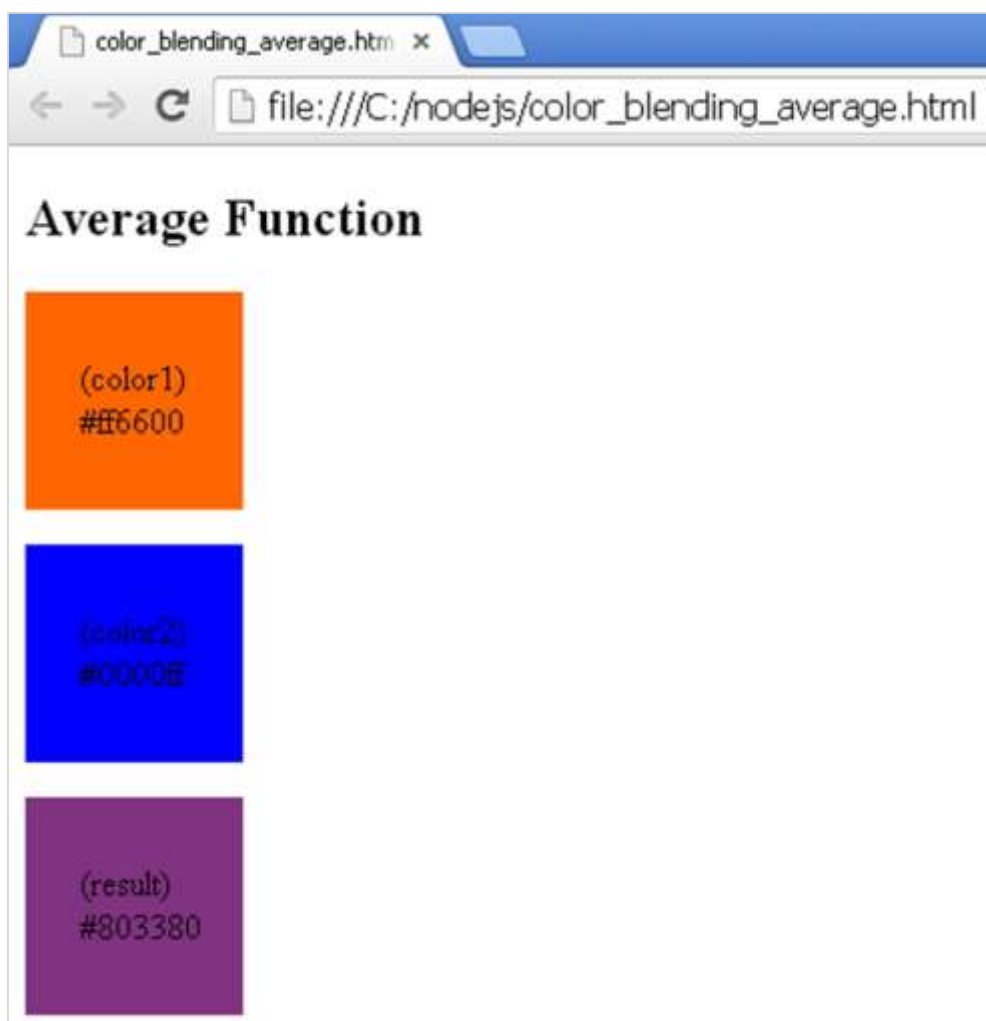 color_blending_average.htm
file:///C:/nodejs/color_blending_average.html
Average Function
(color1)
#ff6600
(color2)
#0000ff
(result)
#803380